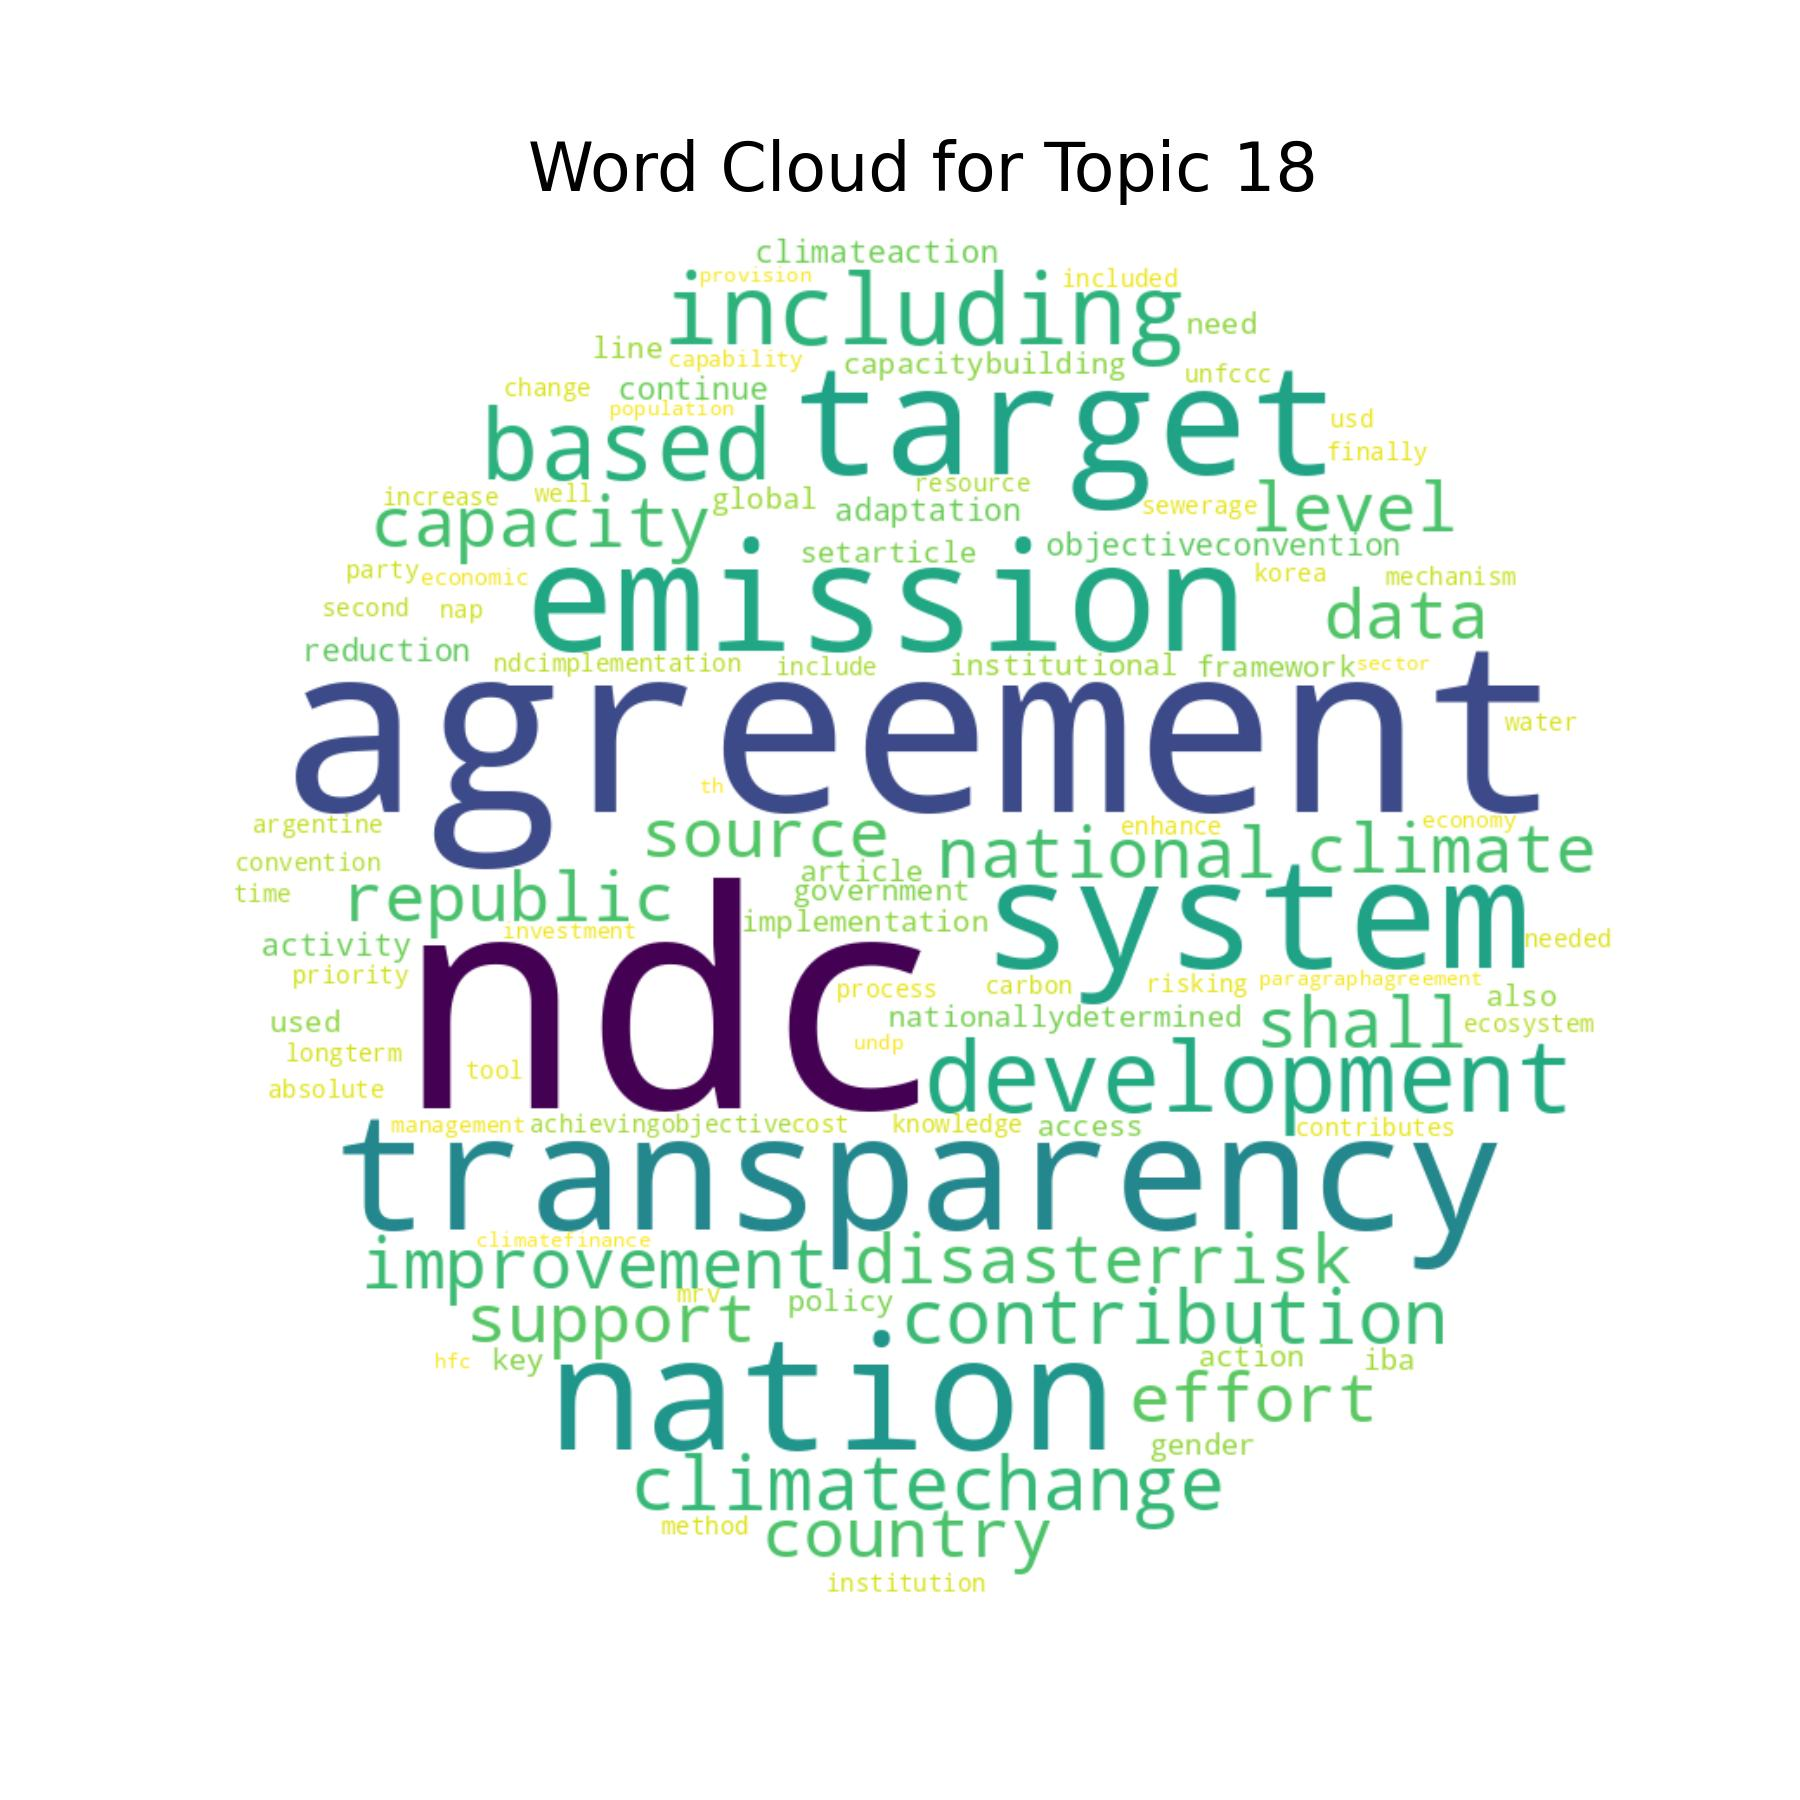 Word Cloud for Topic 18
climateaction
provision included
including need
line capability capacitybuilding unfccc
change continue
population
based target usd
finally
increase well global resource
capacity adaptation sewerage level
setarticle objectiveconvention
party economic emission korea mechanism
second nap data
reduction ndcimplementation include institutional framework sector
agreement water
th
argentine source enhance economy
convention article national climate
time republic government system
activity investment implementation needed
priority ndc process carbon risking paragraphagreement also
used nationallydetermined shall ecosystem
longterm tool undp development
absolute
management achievingobjective cost knowledge access contributes
transparency
climatefinance
improvement disasterrisk
mrv
support policy contribution
hfc key nation action iba
effort
gender
climatechange
method country
institution